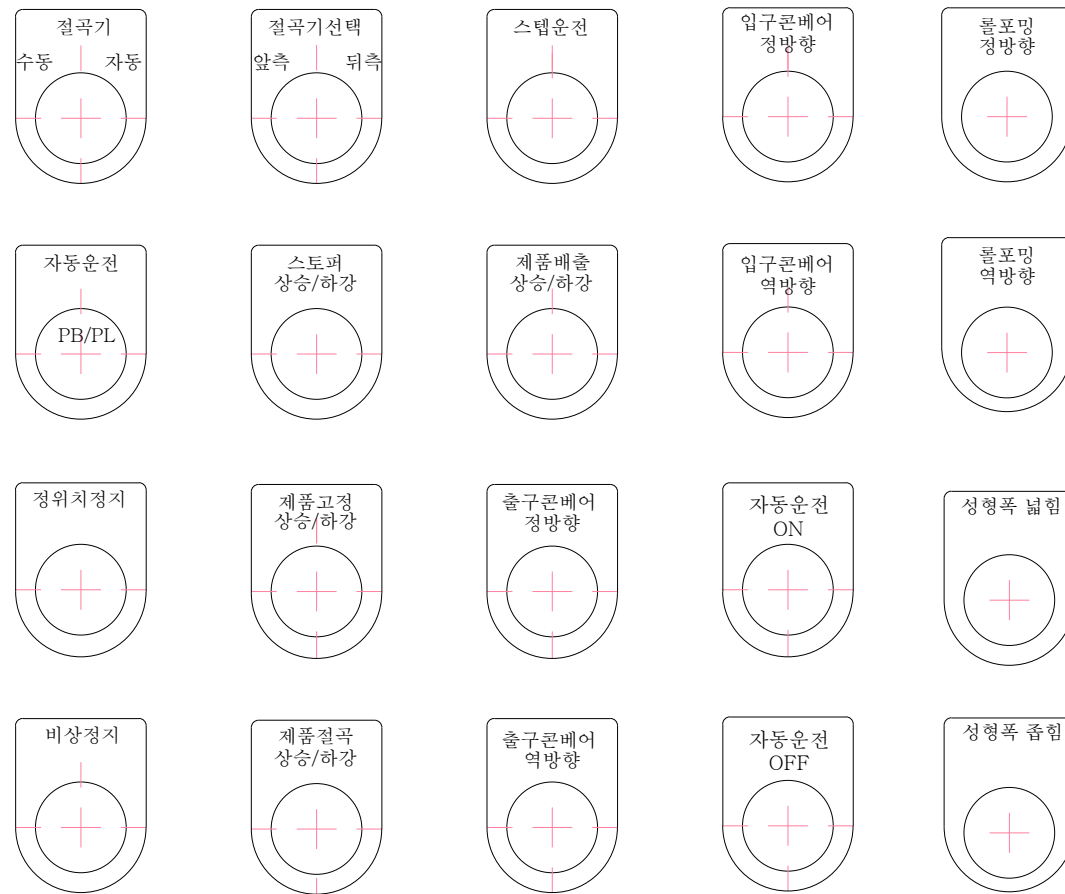 절곡기
수동 자동
절곡기선택
앞측 뒤측
스텝운전
입구콘베어
정방향
롤포밍
정방향
자동운전
PB/PL
스토퍼
상승/하강
제품배출
상승/하강
입구콘베어
역방향
롤포밍
역방향
정위치정지
제품고정
상승/하강
출구콘베어
정방향
자동운전
ON
성형폭 넓힘
비상정지
제품절곡
상승/하강
출구콘베어
역방향
자동운전
OFF
성형폭 좁힘